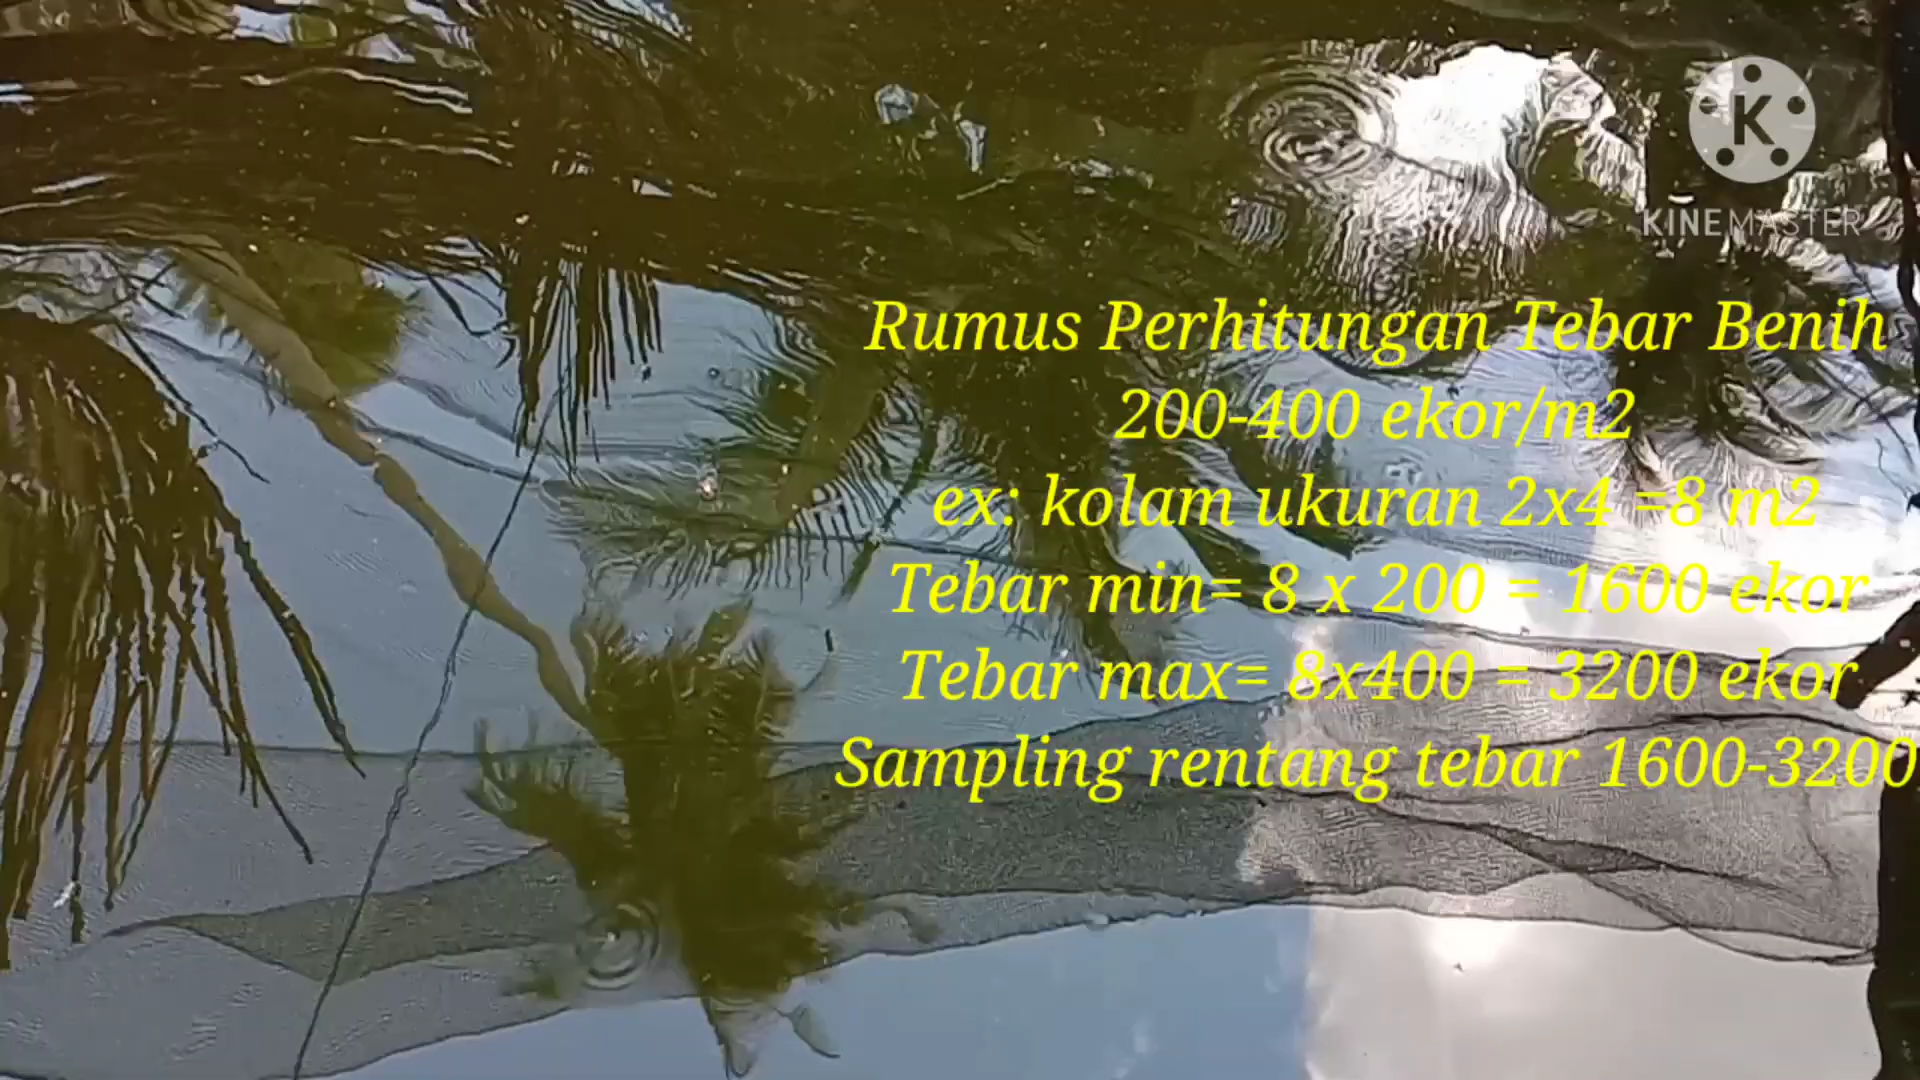 K
KINEMASTER
Rumus Perhitungan Tebar Benih
200-400 ekor/m2
ex: kolam ukuran 2x4 =8 m2
Tebar min= 8 x 200 = 1600 ekor
Tebar max= 8x400 = 3200 ekor
Sampling rentang tebar 1600-3200